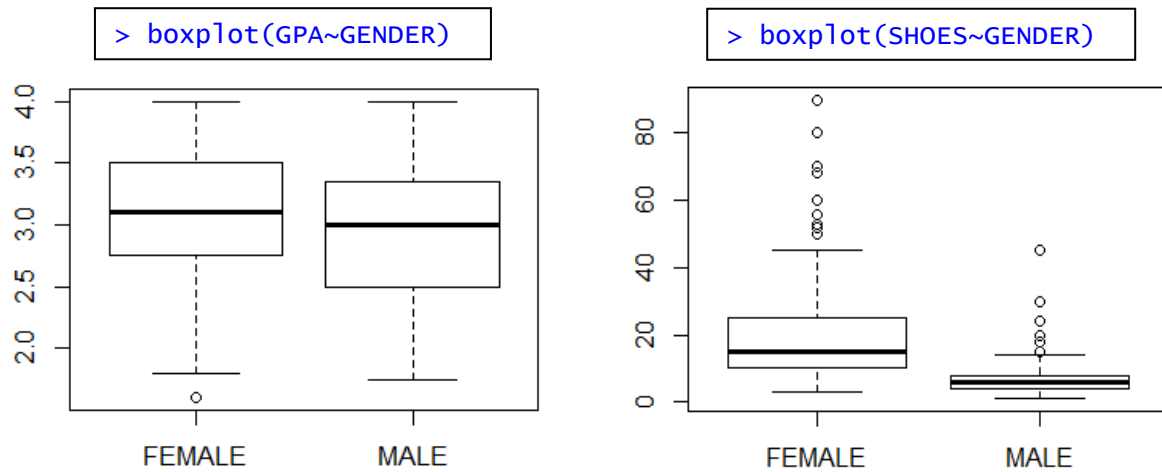 > boxplot(GPA~GENDER)
4.0
3.5
3.0
2.5
2.0
FEMALE
MALE
> boxplot(SHOES~GENDER)
80
60
40
20
0
FEMALE
MALE